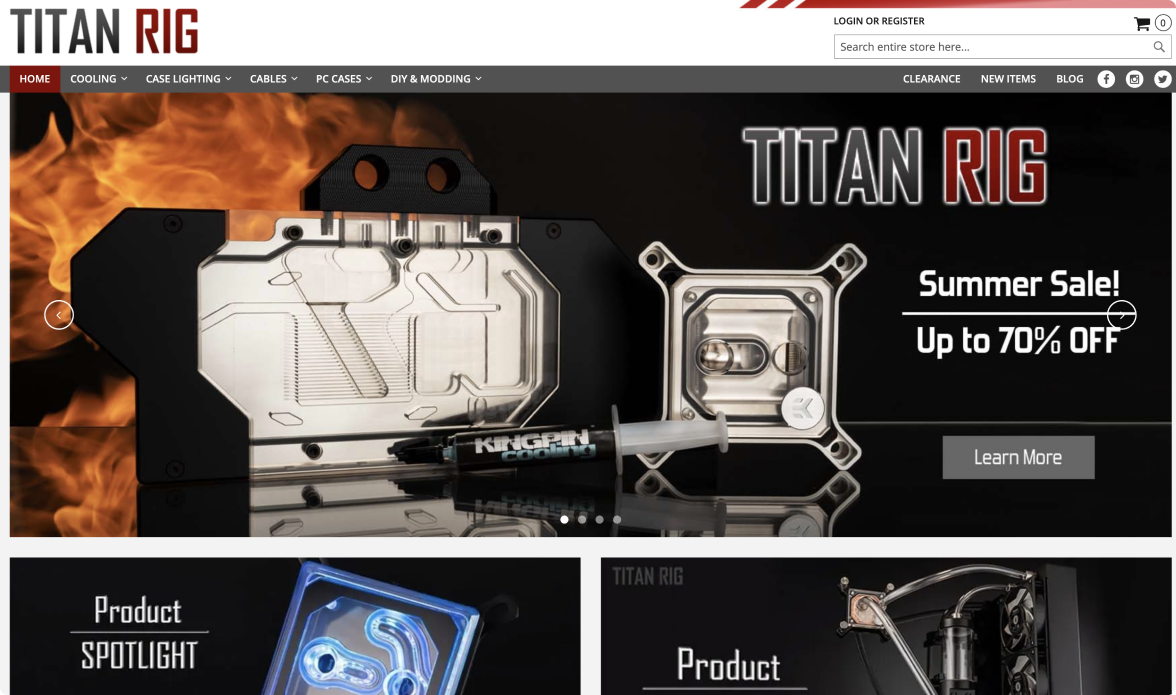 TITAN RIG
LOGIN OR REGISTER
0
Search entire store here...
HOME COOLING CASE LIGHTING CABLES PC CASES DIY & MODDING CLEARANCE NEW ITEMS BLOG
TITAN RIG
Summer Sale!
Up to 70% OFF
KINGPIN
cooling
Learn More
Product
SPOTLIGHT
TITAN RIG
Product